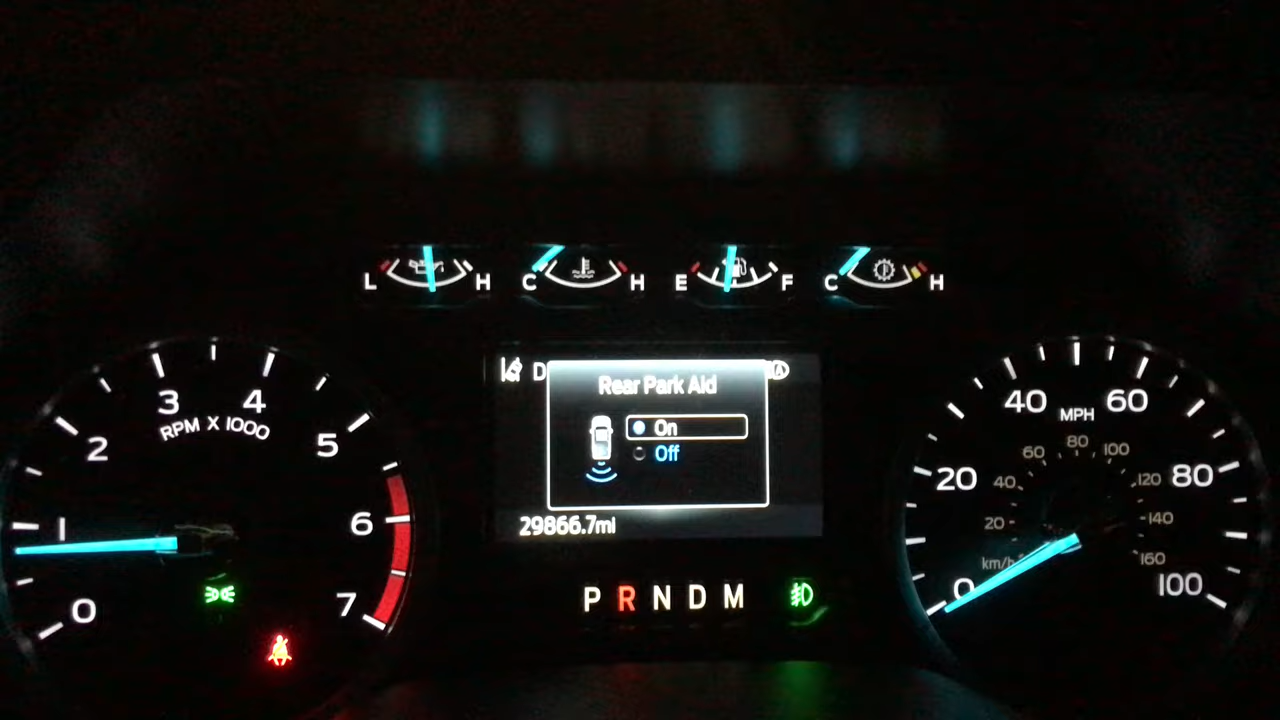 L H C H E F C H
D
Rear Park Aid
On
Off
29866.7mi
0 1 2 3 4 5 6 7
RPM X 1000
P R N D M
0 20 40 60 80 100
MPH
20 40 60 80 100 120 140 160
km/h